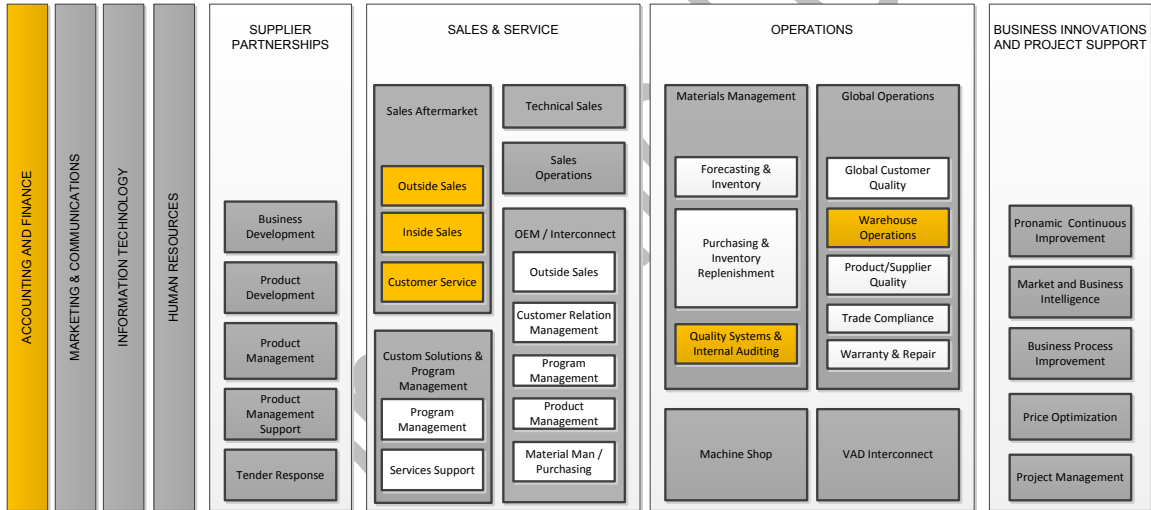 ACCOUNTING AND FINANCE
MARKETING & COMMUNICATIONS
INFORMATION TECHNOLOGY
HUMAN RESOURCES
SUPPLIER
PARTNERSHIPS
Business
Development
Product
Development
Product
Management
Product
Management
Support
Tender Response
SALES & SERVICE
Sales Aftermarket
Outside Sales
Inside Sales
Customer Service
Custom Solutions &
Program
Management
Program
Management
Services Support
Technical Sales
Sales
Operations
OEM / Interconnect
Outside Sales
Customer Relation
Management
Program
Management
Product
Management
Material Man /
Purchasing
OPERATIONS
Materials Management
Forecasting &
Inventory
Purchasing &
Inventory
Replenishment
Quality Systems &
Internal Auditing
Global Operations
Global Customer
Quality
Warehouse
Operations
Product/Supplier
Quality
Trade Compliance
Warranty & Repair
Machine Shop
VAD Interconnect
BUSINESS INNOVATIONS
AND PROJECT SUPPORT
Pronamic Continuous
Improvement
Market and Business
Intelligence
Business Process
Improvement
Price Optimization
Project Management